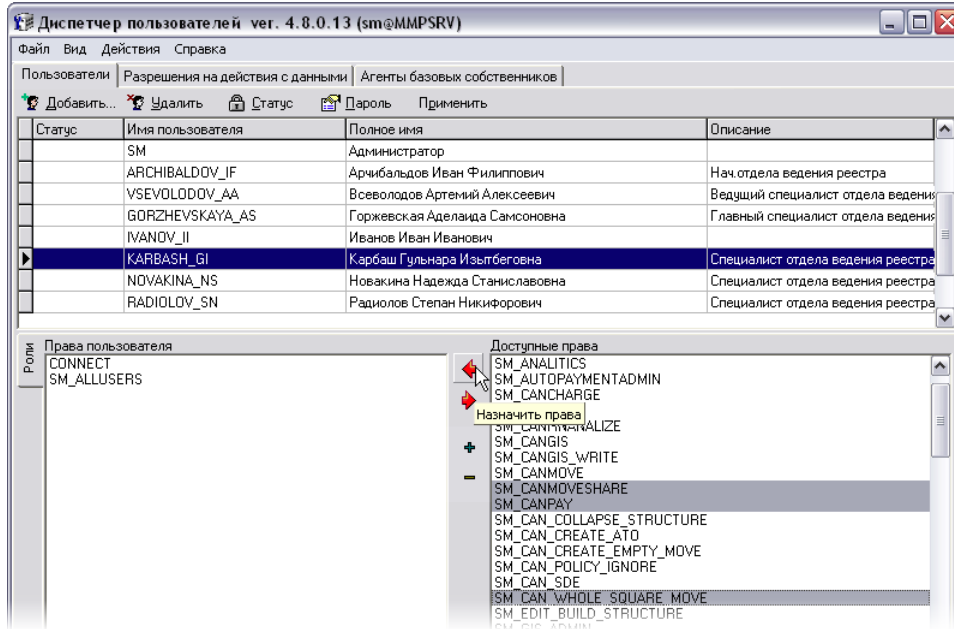 Диспетчер пользователей ver. 4.8.0.13 (sm@MMPSRV)
Файл Вид Действия Справка
Пользователи Разрешения на действия с данными Агенты базовых собственников
Добавить... Удалить Статус Пароль Применить
Статус Имя пользователя Полное имя Описание
SM Администратор
ARCHIBALDOV_IF Арчибальдов Иван Филиппович Нач.отдела ведения реестра
VSEVOLODOV_AA Всеволодов Артемий Алексеевич Ведущий специалист отдела ведения
GORZHEVSKAYA_AS Горжевская Аделаида Самсоновна Главный специалист отдела ведения
IVANOV_II Иванов Иван Иванович
KARBASH_GI Карбаш Гульнара Изытбеговна Специалист отдела ведения реестра
NOVAKINA_NS Новакина Надежда Станиславовна Специалист отдела ведения реестра
RADIOLOV_SN Радиолов Степан Никифорович Специалист отдела ведения реестра
Роли
Права пользователя
CONNECT
SM_ALLUSERS
Назначить права
Доступные права
SM_ANALITICS
SM_AUTOPAYMENTADMIN
SM_CANCHARGE
SM_CANGIS
SM_CANGIS_WRITE
SM_CANMOVE
SM_CANMOVESHARE
SM_CANPAY
SM_CAN_COLLAPSE_STRUCTURE
SM_CAN_CREATE_ATO
SM_CAN_CREATE_EMPTY_MOVE
SM_CAN_POLICY_IGNORE
SM_CAN_SDE
SM_CAN_WHOLE_SQUARE_MOVE
SM_EDIT_BUILD_STRUCTURE
SM_GIS_ADMIN